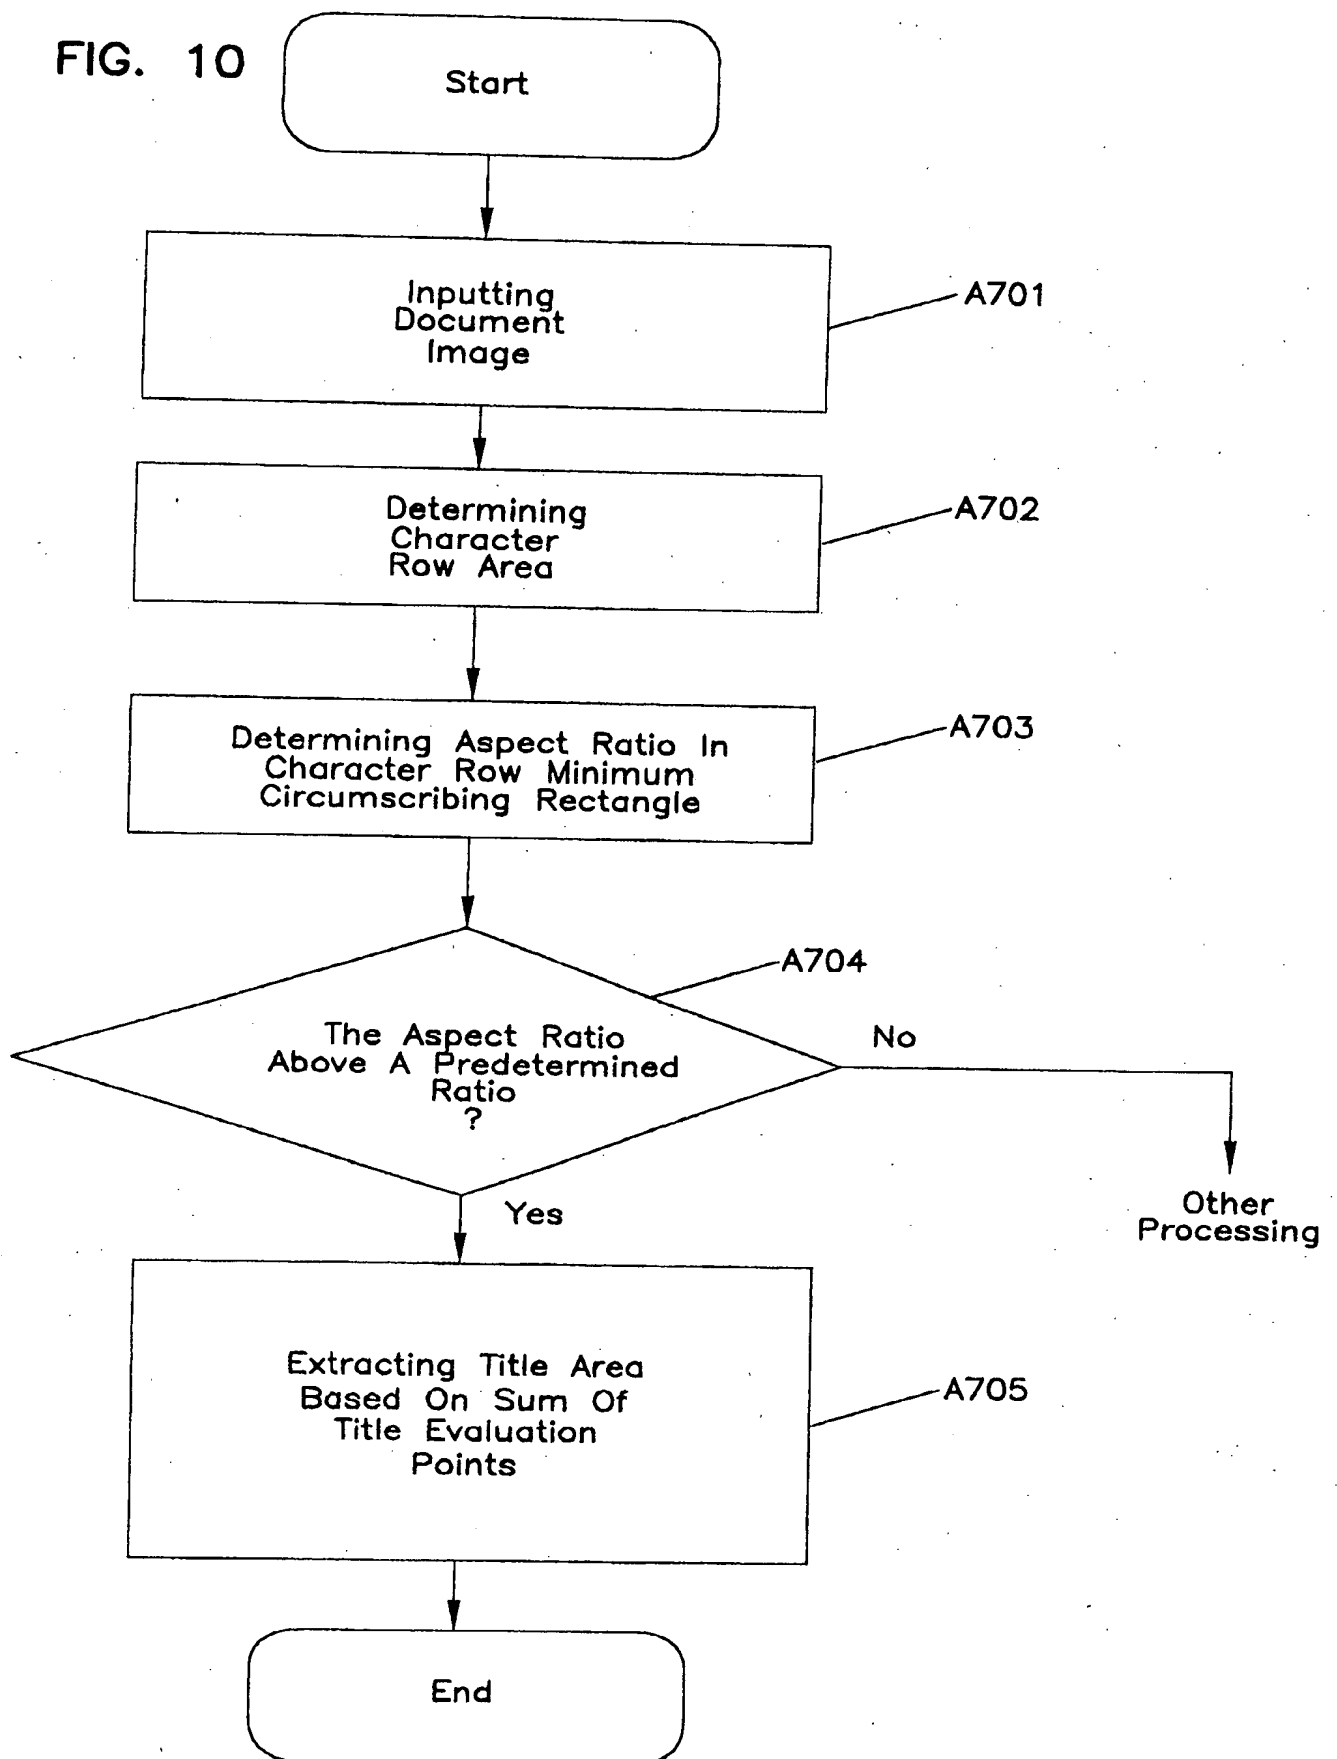 FIG. 10
Start
Inputting
Document
Image
A701
Determining
Character
Row Area
A702
Determining Aspect Ratio In
Character Row Minimum
Circumscribing Rectangle
A703
A704
The Aspect Ratio
Above A Predetermined
Ratio
?
No
Yes
Other
Processing
Extracting Title Area
Based On Sum Of
Title Evaluation
Points
A705
End